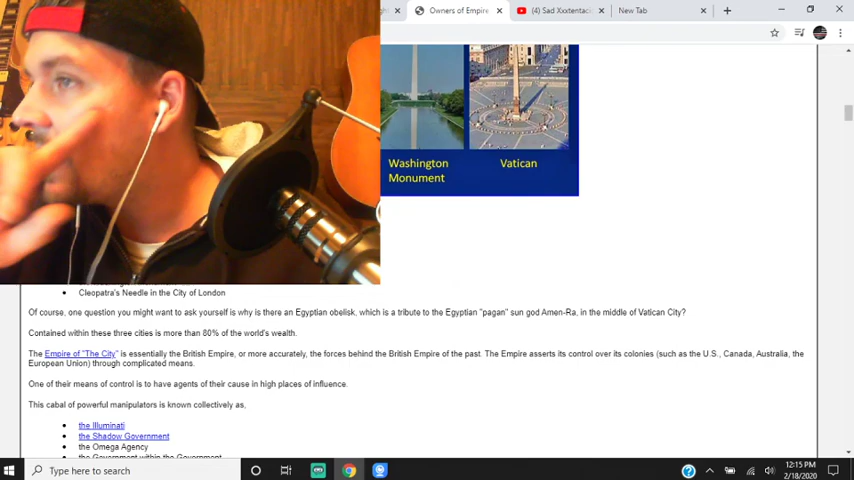 Owners of Empire
(4) Sad Xxxtentaci
New Tab
Washington
Monument
Vatican
Cleopatra's Needle in the City of London
Of course, one question you might want to ask yourself is why is there an Egyptian obelisk, which is a tribute to the Egyptian "pagan" sun god Amen-Ra, in the middle of Vatican City?
Contained within these three cities is more than 80% of the world's wealth.
The Empire of "The City" is essentially the British Empire, or more accurately, the forces behind the British Empire of the past. The Empire asserts its control over its colonies (such as the U.S., Canada, Australia, the
European Union) through complicated means.
One of their means of control is to have agents of their cause in high places of influence.
This cabal of powerful manipulators is known collectively as,
the Illuminati
the Shadow Government
the Omega Agency
the Government within the Government
Type here to search
12:15 PM
2/18/2020